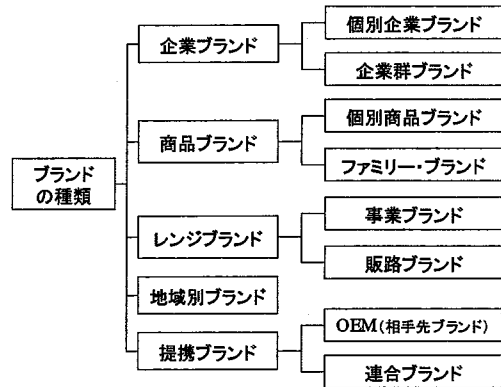 ブランド
の種類
企業ブランド
個別企業ブランド
企業群ブランド
商品ブランド
個別商品ブランド
ファミリー・ブランド
レンジブランド
事業ブランド
販路ブランド
地域別ブランド
提携ブランド
OEM(相手先ブランド)
連合ブランド